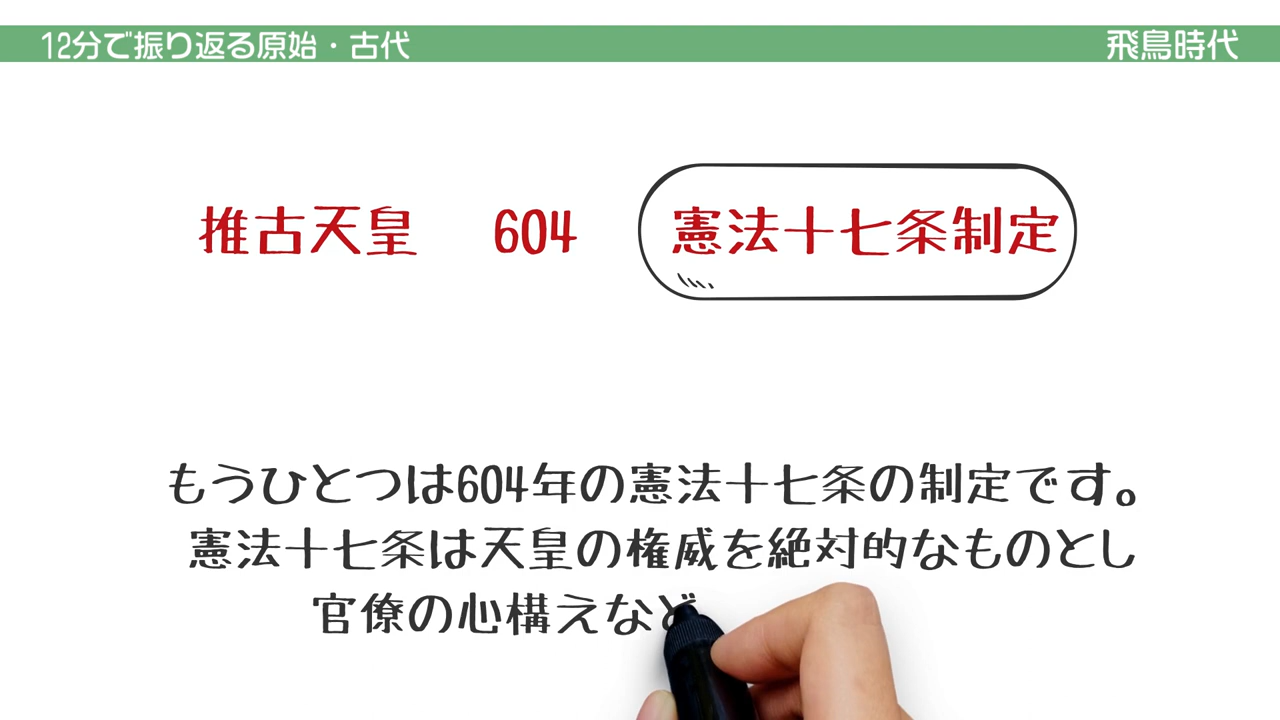 12分で振り返る原始・古代
飛鳥時代
推古天皇 604 憲法十七条制定
もうひとつは604年の憲法十七条の制定です。
憲法十七条は天皇の権威を絶対的なものとし
官僚の心構えなど